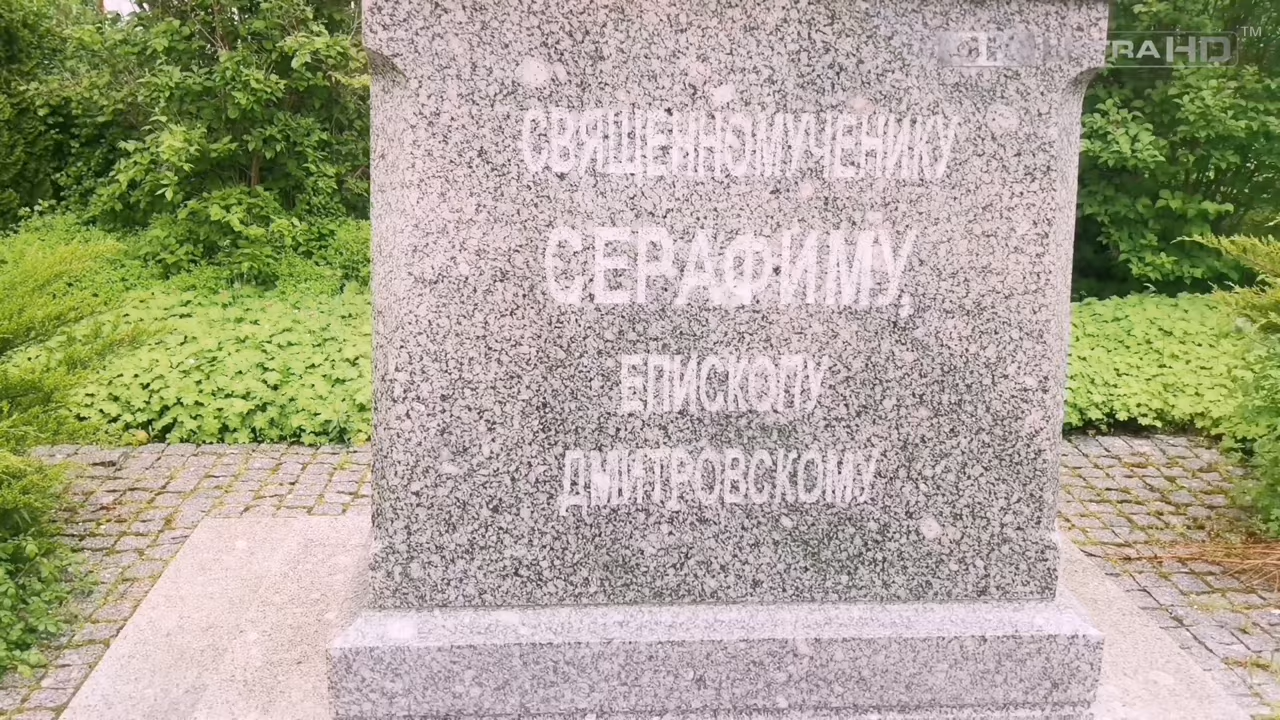 СВЯЩЕННОМУЧЕНИКУ
СЕРАФИМУ,
ЕПИСКОПУ
ДМИТРОВСКОМУ